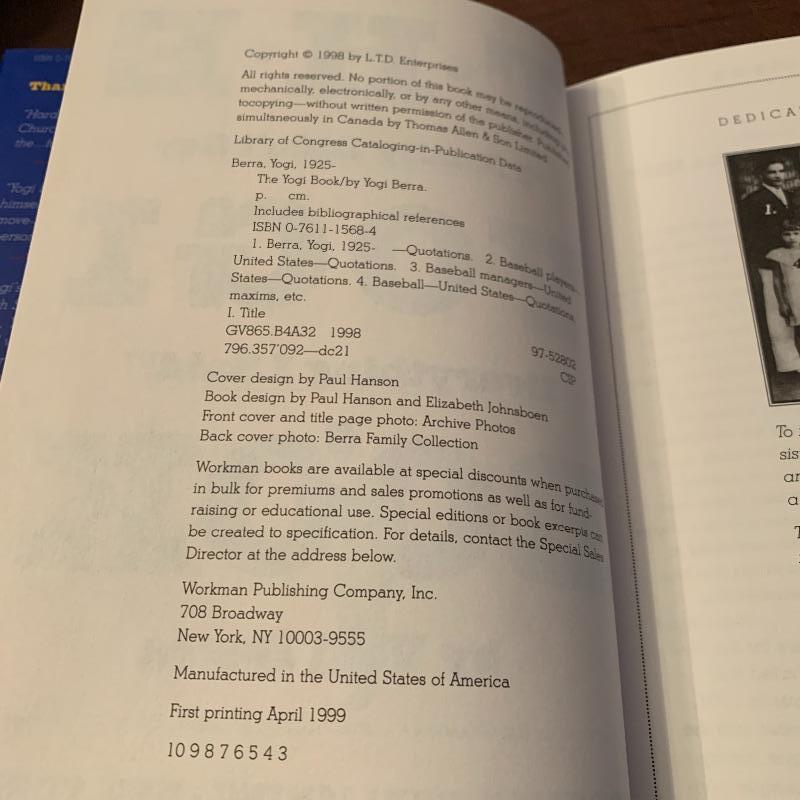 Copyright © 1998 by L.T.D. Enterprises
All rights reserved. No portion of this book may be reproduced,
mechanically, electronically, or by any other means, including
tocopying—without written permission of the publisher. Published
simultaneously in Canada by Thomas Allen & Son Limited
Library of Congress Cataloging-in-Publication Data
Berra, Yogi, 1925-
The Yogi Book/by Yogi Berra.
p. cm.
Includes bibliographical references
ISBN 0-7611-1568-4
1. Berra, Yogi, 1925- —Quotations. 2. Baseball players—
United States—Quotations. 3. Baseball managers—United
States—Quotations. 4. Baseball—United States—Quotations
maxims, etc.
I. Title
GV865.B4A32 1998
796.357'092—dc21 97-52802
CIP
Cover design by Paul Hanson
Book design by Paul Hanson and Elizabeth Johnsboen
Front cover and title page photo: Archive Photos
Back cover photo: Berra Family Collection
Workman books are available at special discounts when purchased
in bulk for premiums and sales promotions as well as for fund-
raising or educational use. Special editions or book excerpts can
be created to specification. For details, contact the Special Sales
Director at the address below.
Workman Publishing Company, Inc.
708 Broadway
New York, NY 10003-9555
Manufactured in the United States of America
First printing April 1999
10 9 8 7 6 5 4 3
DEDICA
1.
To
sis
an
a